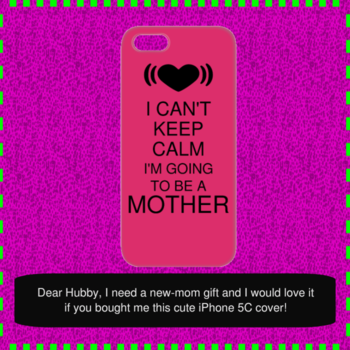 I CAN'T
KEEP
CALM
I'M GOING
TO BE A
MOTHER
Dear Hubby, I need a new-mom gift and I would love it
if you bought me this cute iPhone 5C cover!